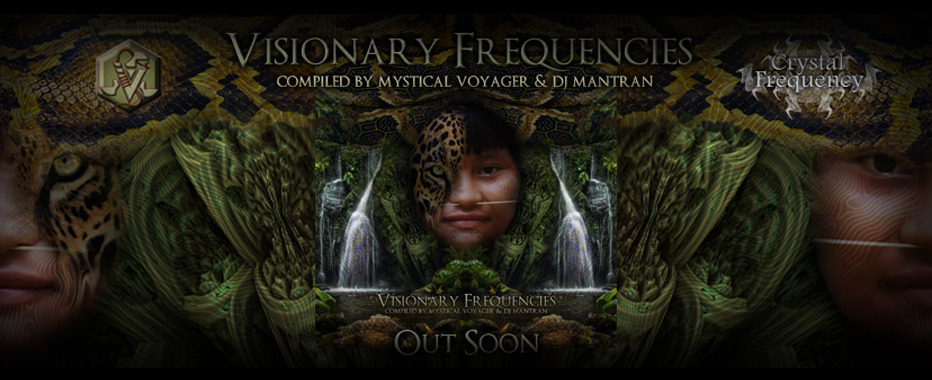 Visionary Frequencies
COMPILED BY MYSTICAL VOYAGER & DJ MANTRAN
Crystal
Frequency
Visionary Frequencies
COMPILED BY MYSTICAL VOYAGER & DJ MANTRAN
Out Soon